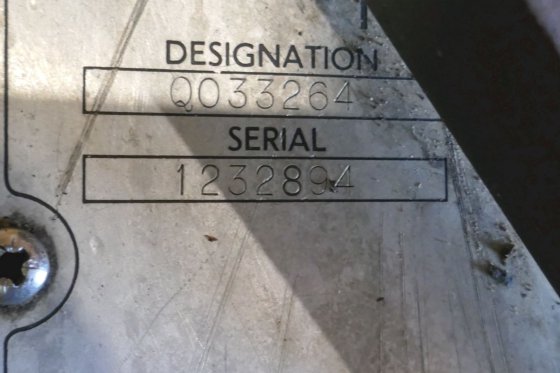 DESIGNATION
Q033264
SERIAL
1232894